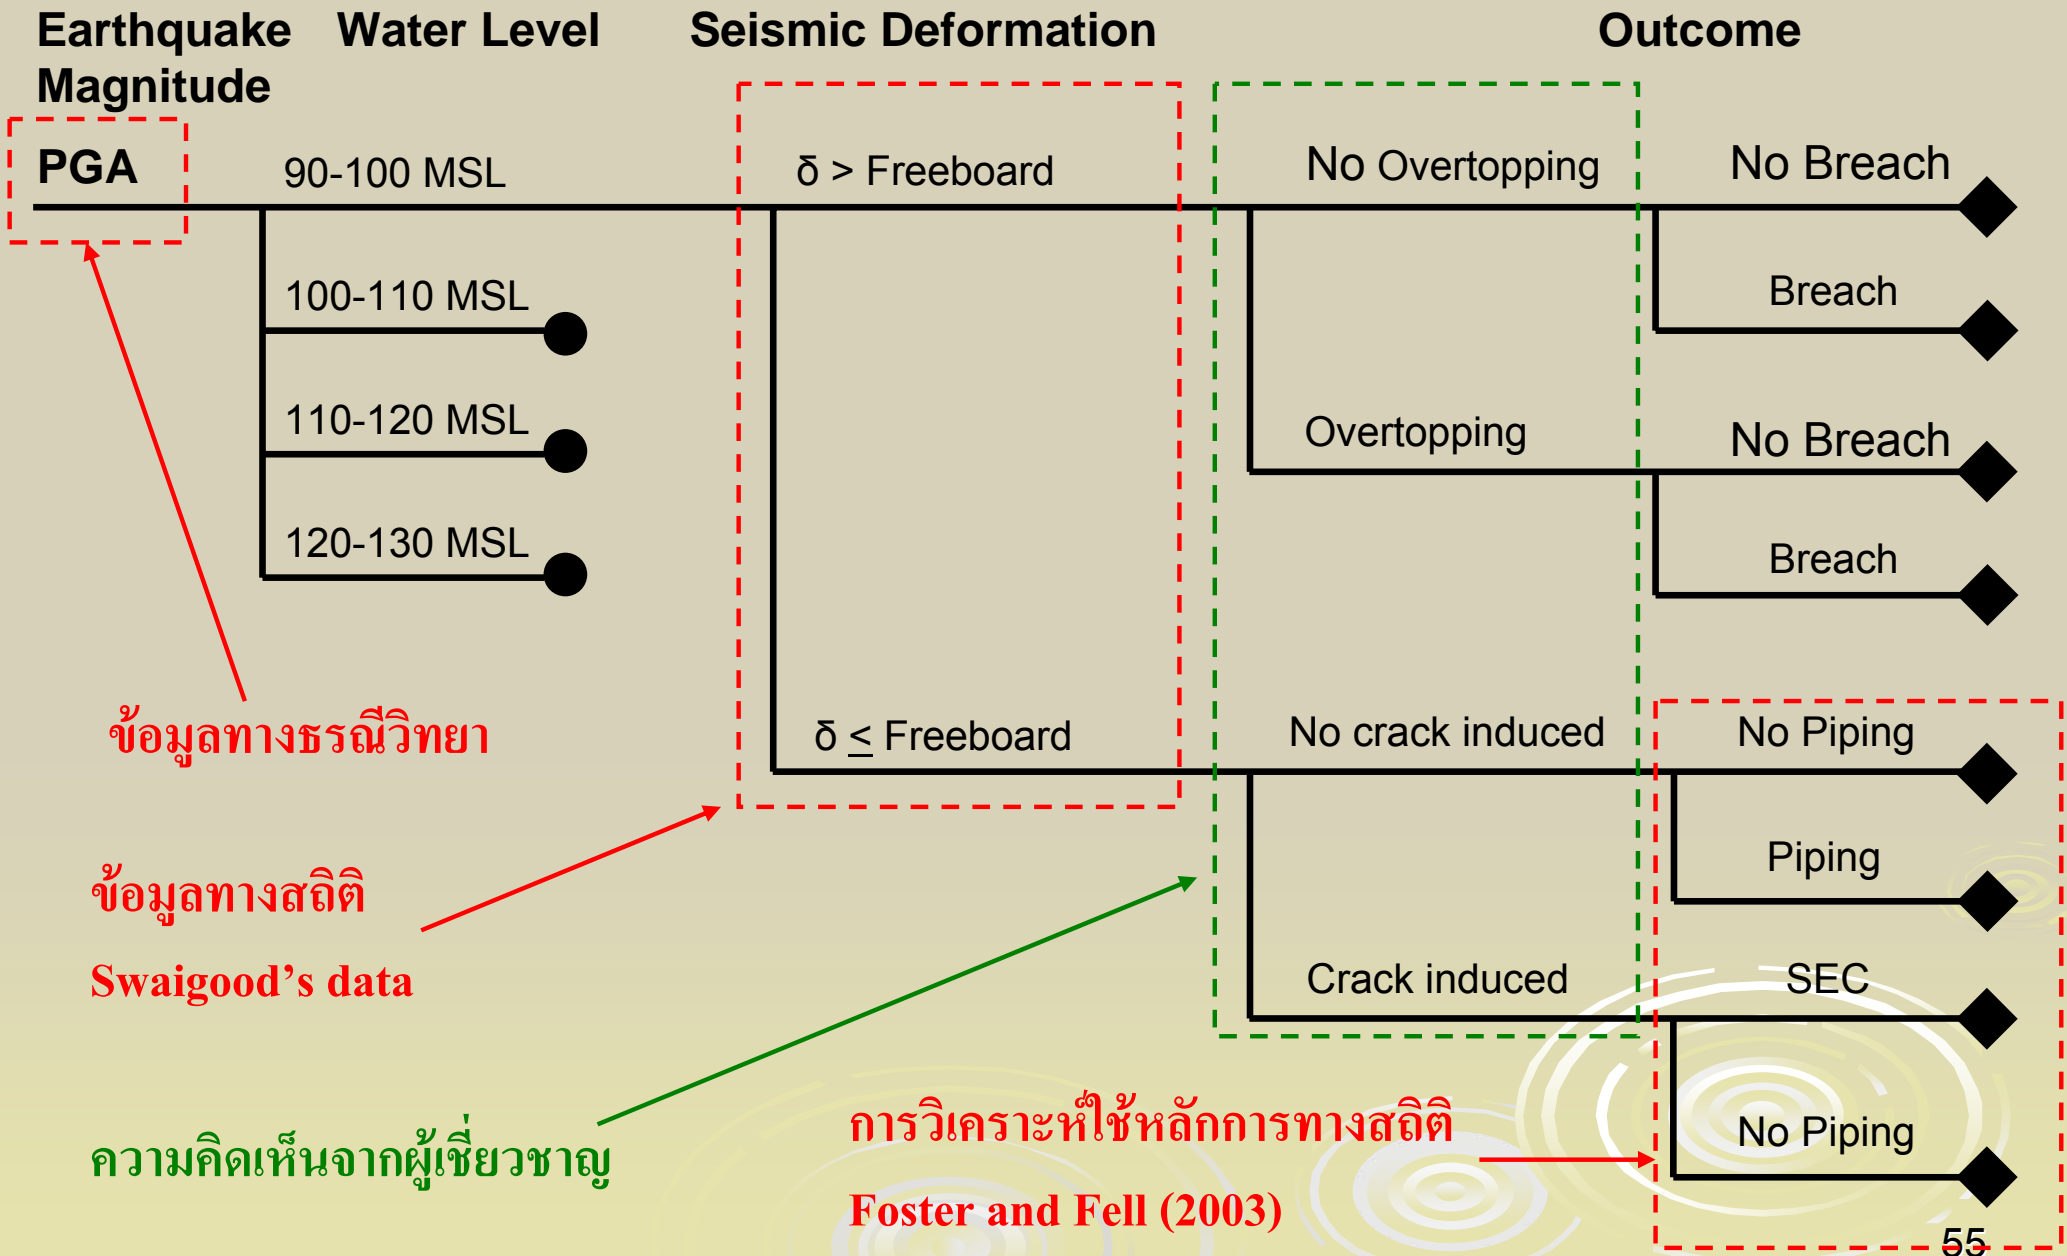 Earthquake Water Level Seismic Deformation Outcome
Magnitude
PGA 90-100 MSL δ > Freeboard No Overtopping No Breach
100-110 MSL Breach
110-120 MSL Overtopping No Breach
120-130 MSL Breach
ข้อมูลทางธรณีวิทยา δ ≤ Freeboard No crack induced No Piping
Piping
ข้อมูลทางสถิติ
Swaigood’s data Crack induced SEC
ความคิดเห็นจากผู้เชี่ยวชาญ การวิเคราะห์ใช้หลักการทางสถิติ No Piping
Foster and Fell (2003)
55